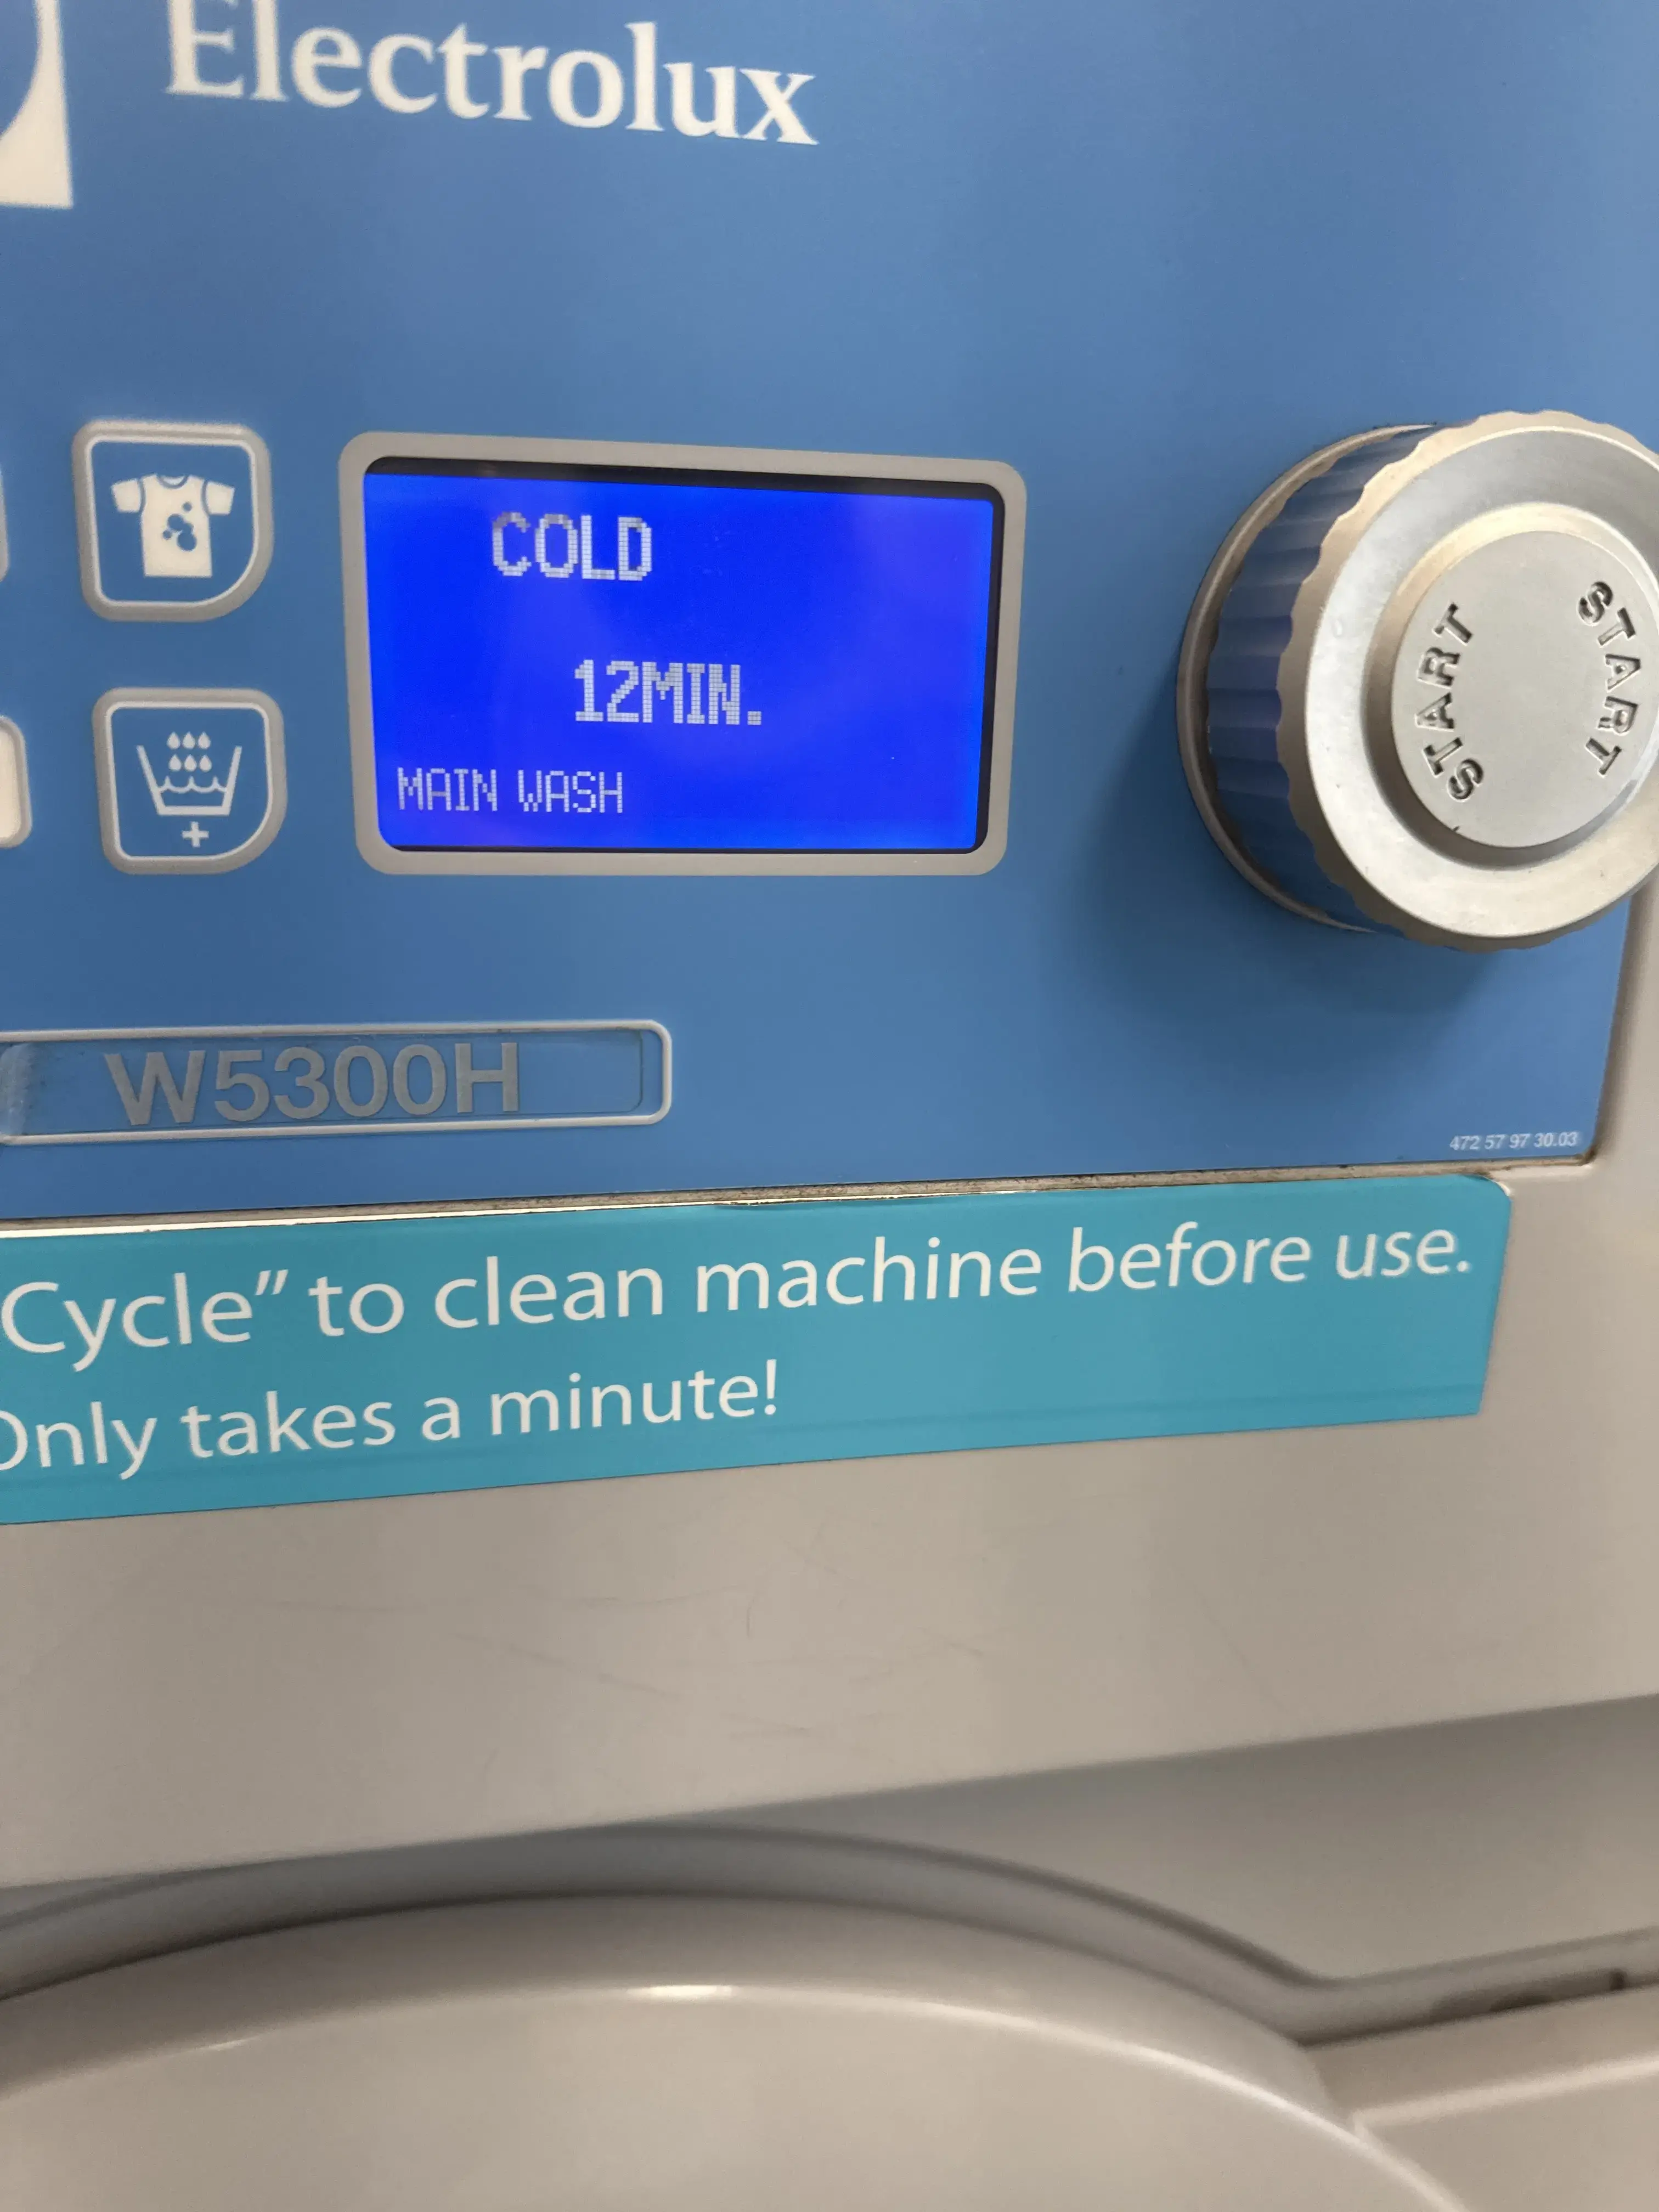 Electrolux
COLD
12MIN.
MAIN WASH
START
START
W5300H
472 57 97 30.03
Cycle" to clean machine before use.
Only takes a minute!